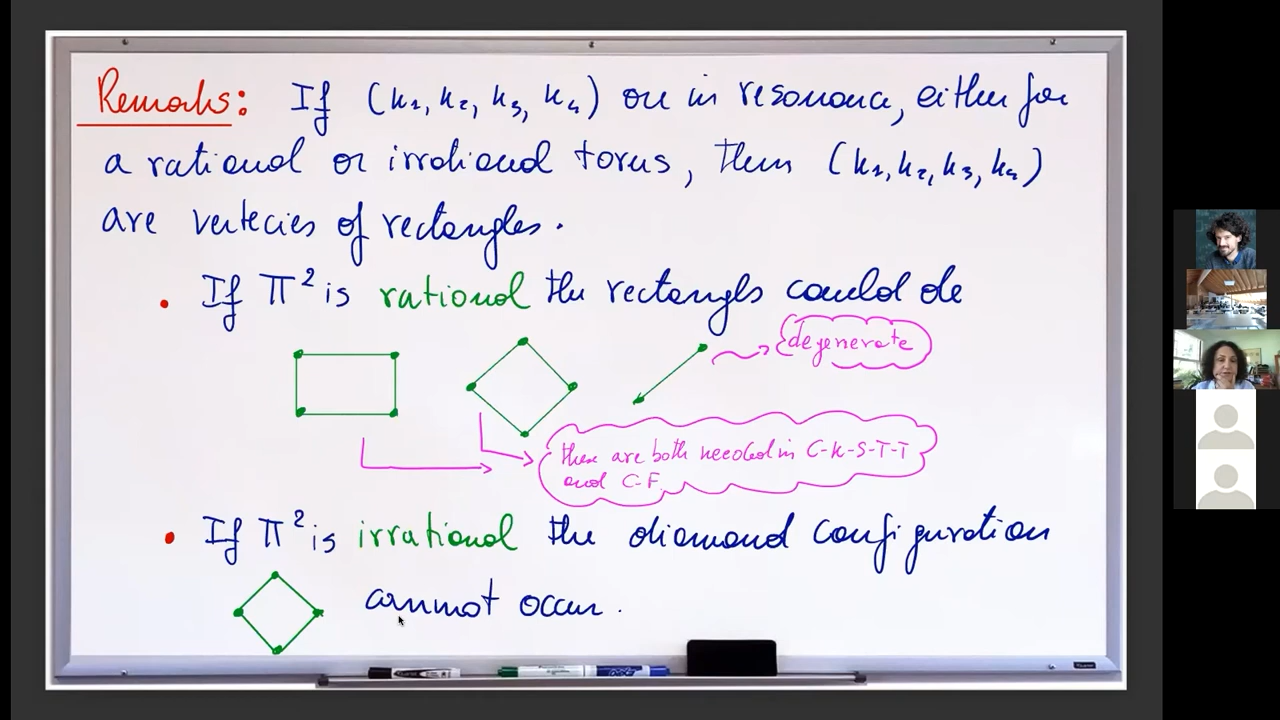 Remarks: If (k₁, k₂, k₃, k₄) are in resonance, either for
a rational or irrational torus, then (k₁, k₂, k₃, k₄)
are vertecies of rectangles.
• If π² is rational the rectangls could be
degenerate
these are both needed in C-K-S-T-T
and C-F.
• If π² is irrational the diamond configuration
cannot occur.